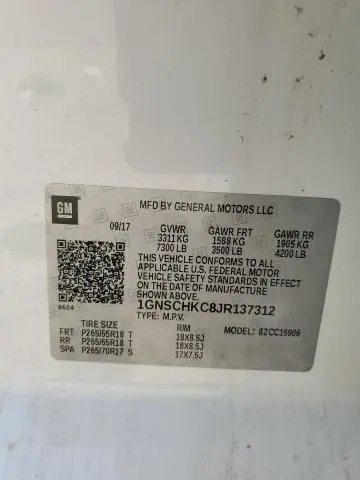 GM
MFD BY GENERAL MOTORS LLC
09/17
GVWR GAWR FRT GAWR RR
3311 KG 1588 KG 1905 KG
7300 LB 3500 LB 4200 LB
THIS VEHICLE CONFORMS TO ALL
APPLICABLE U.S. FEDERAL MOTOR
VEHICLE SAFETY STANDARDS IN EFFECT
ON THE DATE OF MANUFACTURE
1GNSCHKC8JR137312
TYPE: M.P.V. MODEL: 82CC15906
8624
TIRE SIZE RIM
FRT P265/65R18 T 18X8.5J
RR P265/65R18 T 18X8.5J
SPA P265/70R17 S 17X7.5J